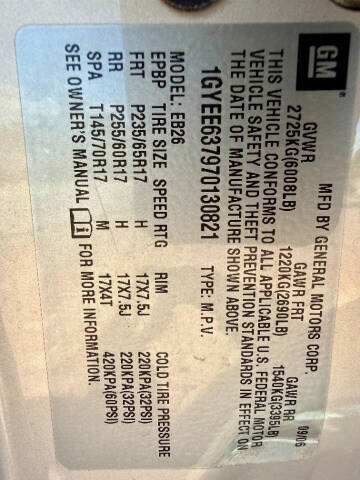 GM ®
MFD BY GENERAL MOTORS CORP. 09/06
GVWR GAWR FRT GAWR RR
2725KG(6008LB) 1220KG(2690LB) 1540KG(3395LB)
THIS VEHICLE CONFORMS TO ALL APPLICABLE U.S. FEDERAL MOTOR
VEHICLE SAFETY AND THEFT PREVENTION STANDARDS IN EFFECT ON
THE DATE OF MANUFACTURE SHOWN ABOVE.
1GYEE637970130821 TYPE: M.P.V.
MODEL: ER26
EPBP TIRE SIZE SPEED RTG RIM COLD TIRE PRESSURE
FRT P235/65R17 H 17X7.5J 220KPA(32PSI)
RR P255/60R17 H 17X7.5J 220KPA(32PSI)
SPA T145/70R17 M 17X4T 420KPA(60PSI)
SEE OWNER'S MANUAL FOR MORE INFORMATION.